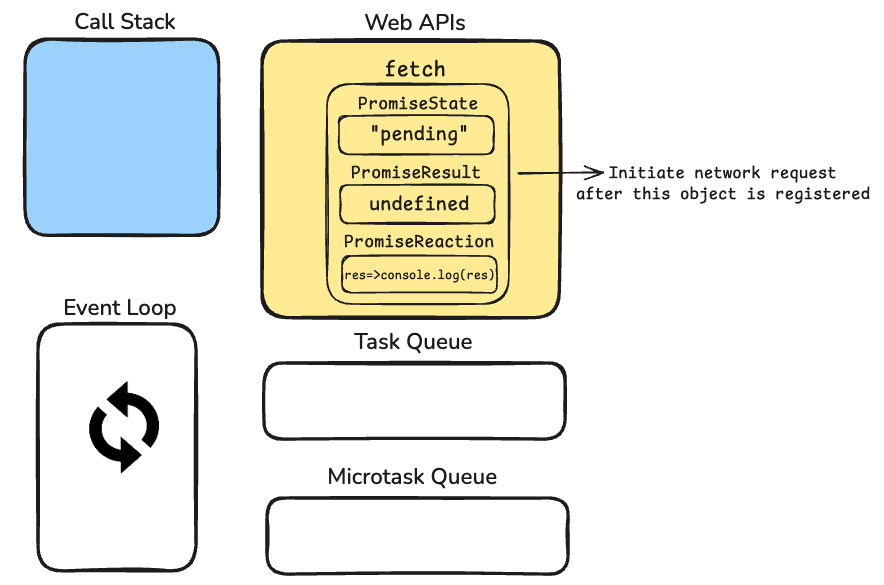 Call Stack
Web APIs
fetch
PromiseState
"pending"
PromiseResult
undefined
PromiseReaction
res=>console.log(res)
Initiate network request
after this object is registered
Event Loop
Task Queue
Microtask Queue